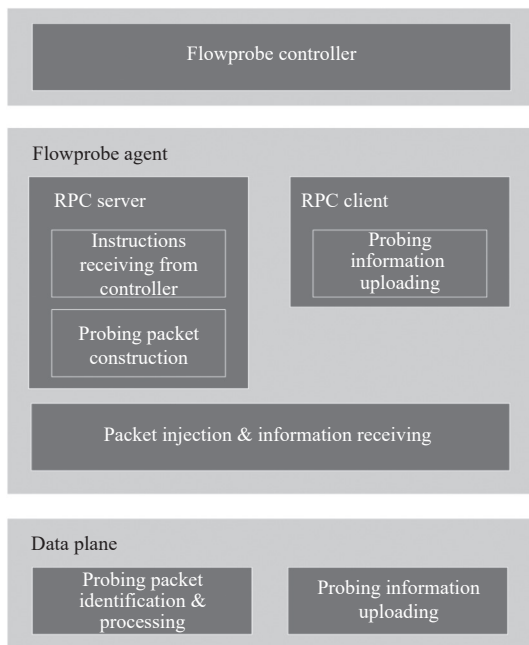 Flowprobe controller
Flowprobe agent
RPC server
Instructions
receiving from
controller
Probing packet
construction
RPC client
Probing
information
uploading
Packet injection & information receiving
Data plane
Probing packet
identification &
processing
Probing information
uploading